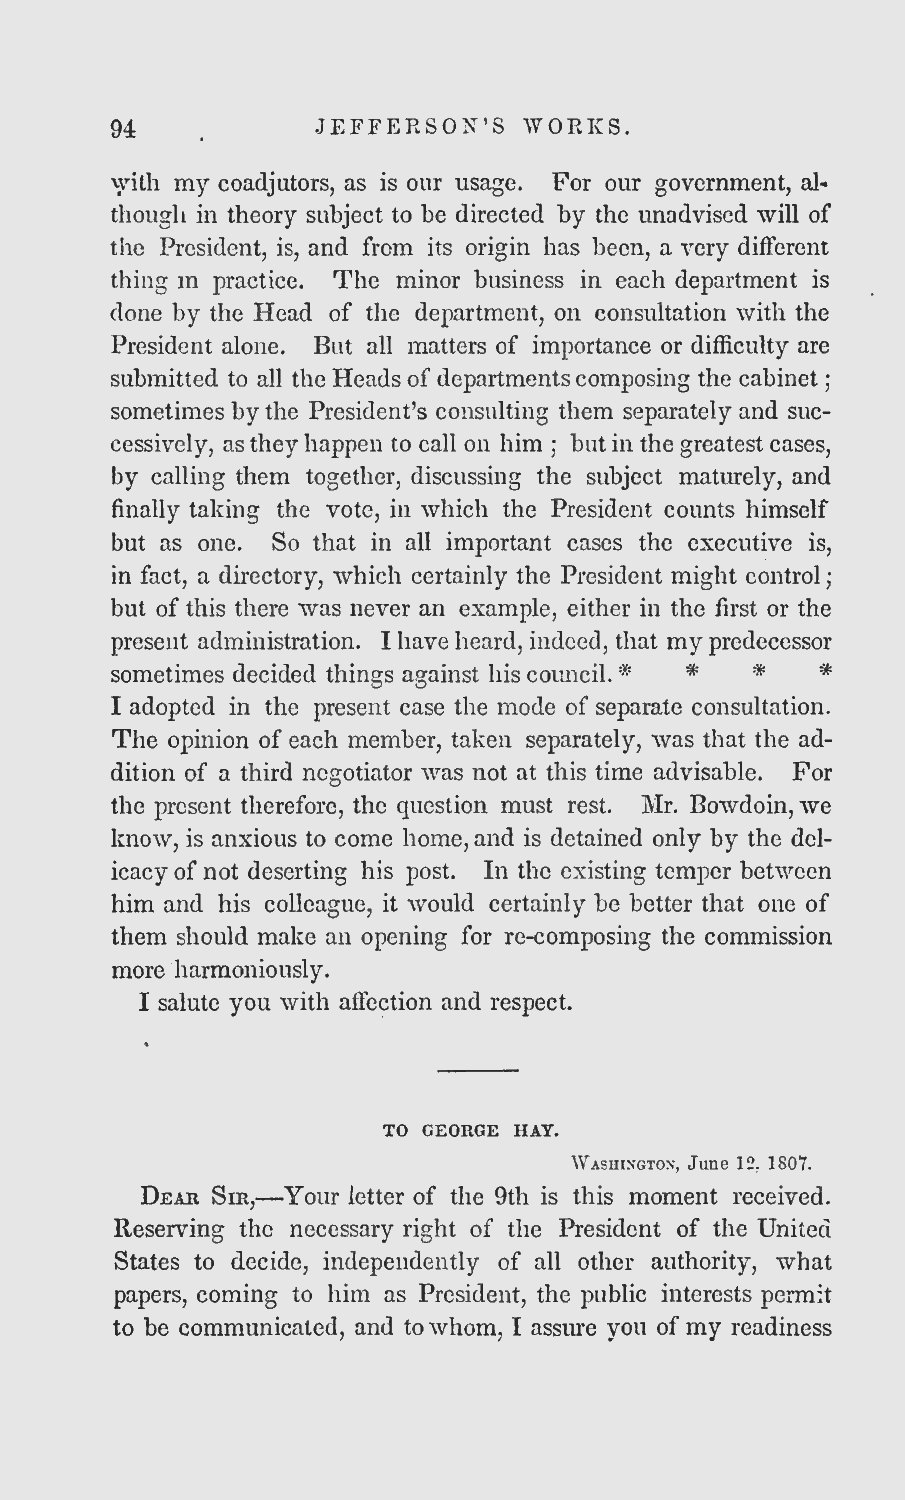 94 JEFFERSON'S WORKS.
with my coadjutors, as is our usage. For our government, al-
though in theory subject to be directed by the unadvised will of
the President, is, and from its origin has been, a very different
thing in practice. The minor business in each department is
done by the Head of the department, on consultation with the
President alone. But all matters of importance or difficulty are
submitted to all the Heads of departments composing the cabinet ;
sometimes by the President's consulting them separately and suc-
cessively, as they happen to call on him ; but in the greatest cases,
by calling them together, discussing the subject maturely, and
finally taking the vote, in which the President counts himself
but as one. So that in all important cases the executive is,
in fact, a directory, which certainly the President might control ;
but of this there was never an example, either in the first or the
present administration. I have heard, indeed, that my predecessor
sometimes decided things against his council. * * * *
I adopted in the present case the mode of separate consultation.
The opinion of each member, taken separately, was that the ad-
dition of a third negotiator was not at this time advisable. For
the present therefore, the question must rest. Mr. Bowdoin, we
know, is anxious to come home, and is detained only by the del-
icacy of not deserting his post. In the existing temper between
him and his colleague, it would certainly be better that one of
them should make an opening for re-composing the commission
more harmoniously.
I salute you with affection and respect.
TO GEORGE HAY.
WASHINGTON, June 12, 1807.
DEAR SIR,—Your letter of the 9th is this moment received.
Reserving the necessary right of the President of the United
States to decide, independently of all other authority, what
papers, coming to him as President, the public interests permit
to be communicated, and to whom, I assure you of my readiness